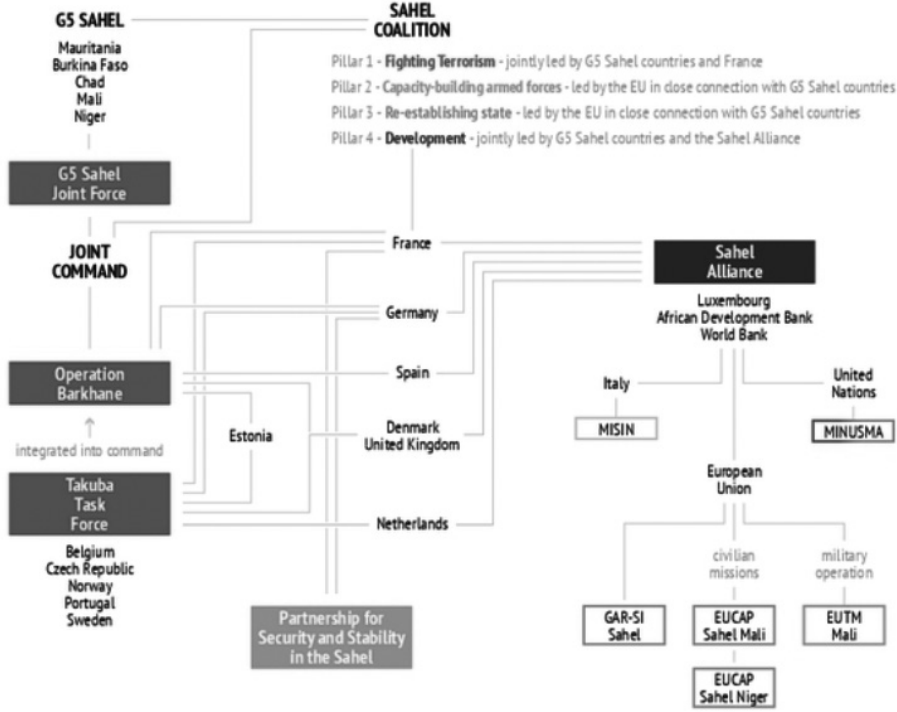 G5 SAHEL
Mauritania
Burkina Faso
Chad
Mali
Niger
G5 Sahel
Joint Force
JOINT
COMMAND
Operation
Barkhane
integrated into command
Takuba
Task
Force
Belgium
Czech Republic
Norway
Portugal
Sweden
SAHEL
COALITION
Pillar 1 - Fighting Terrorism - jointly led by G5 Sahel countries and France
Pillar 2 - Capacity-building armed forces - led by the EU in close connection with G5 Sahel countries
Pillar 3 - Re-establishing state - led by the EU in close connection with G5 Sahel countries
Pillar 4 - Development - jointly led by G5 Sahel countries and the Sahel Alliance
France
Germany
Spain
Estonia
Denmark
United Kingdom
Netherlands
Partnership for
Security and Stability
in the Sahel
Sahel
Alliance
Luxembourg
African Development Bank
World Bank
Italy
MISIN
United
Nations
MINUSMA
European
Union
civilian
missions
military
operation
GAR-SI
Sahel
EUCAP
Sahel Mali
EUTM
Mali
EUCAP
Sahel Niger